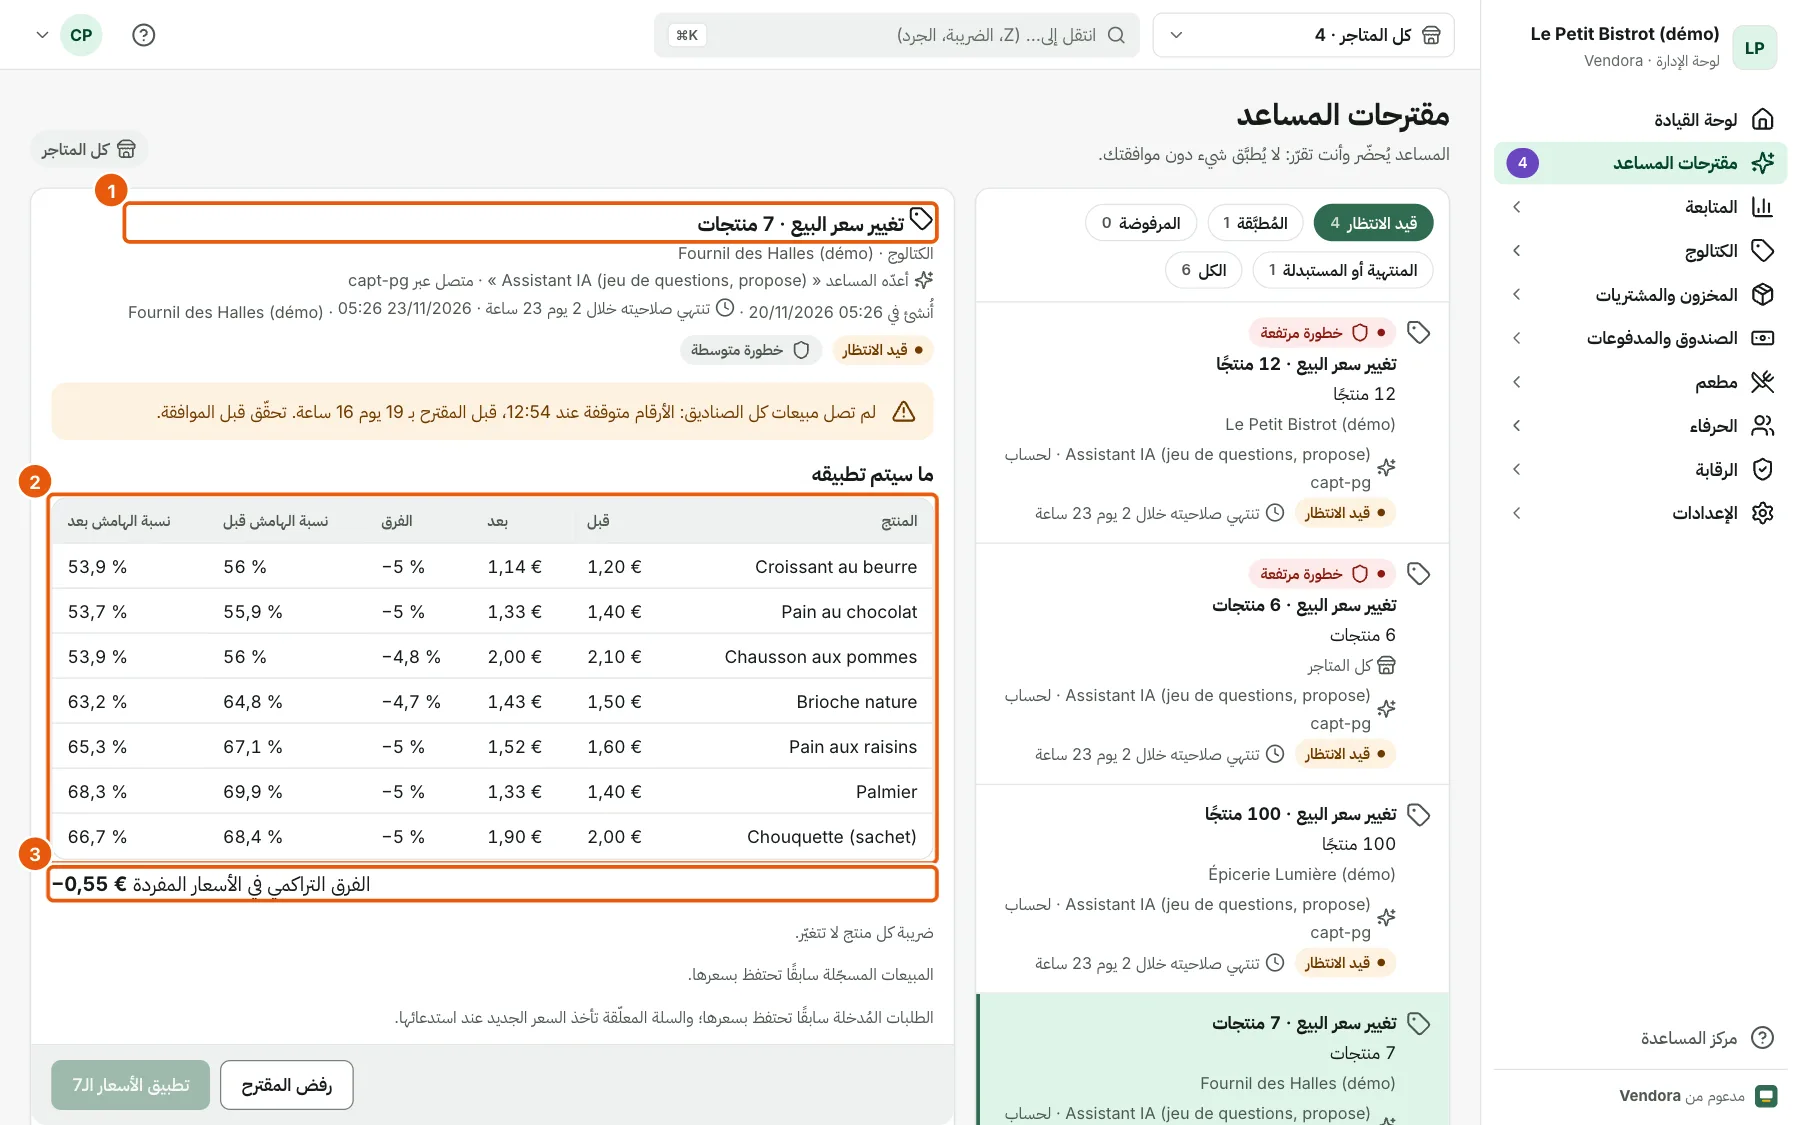 Le Petit Bistrot (démo)
لوحة الإدارة · Vendora
LP
لوحة القيادة
مقترحات المساعد
4
المتابعة
الكتالوج
المخزون والمشتريات
الصندوق والمدفوعات
مطعم
الحرفاء
الرقابة
الإعدادات
مركز المساعدة
مدعوم من Vendora
كل المتاجر · 4
انتقل إلى... (Z، الضريبة، الجرد)
⌘K
CP
مقترحات المساعد
المساعد يُحضّر وأنت تقرّر: لا يُطبَّق شيء دون موافقتك.
كل المتاجر
قيد الانتظار 4
المُطبَّقة 1
المرفوضة 0
المنتهية أو المستبدلة 1
الكل 6
خطورة مرتفعة
تغيير سعر البيع · 12 منتجًا
12 منتجًا
Le Petit Bistrot (démo)
Assistant IA (jeu de questions, propose) · لحساب
capt-pg
قيد الانتظار
تنتهي صلاحيته خلال 2 يوم 23 ساعة
خطورة مرتفعة
تغيير سعر البيع · 6 منتجات
6 منتجات
كل المتاجر
Assistant IA (jeu de questions, propose) · لحساب
capt-pg
قيد الانتظار
تنتهي صلاحيته خلال 2 يوم 23 ساعة
تغيير سعر البيع · 100 منتجًا
100 منتجًا
Épicerie Lumière (démo)
Assistant IA (jeu de questions, propose) · لحساب
capt-pg
قيد الانتظار
تنتهي صلاحيته خلال 2 يوم 23 ساعة
تغيير سعر البيع · 7 منتجات
7 منتجات
Fournil des Halles (démo)
Assistant IA (jeu de questions, propose) · لحساب
1
تغيير سعر البيع · 7 منتجات
الكتالوج · Fournil des Halles (démo)
أعدّه المساعد « Assistant IA (jeu de questions, propose) » · متصل عبر capt-pg
أُنشئ في 20/11/2026 05:26 · تنتهي صلاحيته خلال 2 يوم 23 ساعة · 23/11/2026 05:26 · Fournil des Halles (démo)
قيد الانتظار
خطورة متوسطة
لم تصل مبيعات كل الصناديق: الأرقام متوقفة عند 12:54، قبل المقترح بـ 19 يوم 16 ساعة. تحقّق قبل الموافقة.
ما سيتم تطبيقه
2
المنتج قبل بعد الفرق نسبة الهامش قبل نسبة الهامش بعد
Croissant au beurre 1,20 € 1,14 € −5 % 56 % 53,9 %
Pain au chocolat 1,40 € 1,33 € −5 % 55,9 % 53,7 %
Chausson aux pommes 2,10 € 2,00 € −4,8 % 56 % 53,9 %
Brioche nature 1,50 € 1,43 € −4,7 % 64,8 % 63,2 %
Pain aux raisins 1,60 € 1,52 € −5 % 67,1 % 65,3 %
Palmier 1,40 € 1,33 € −5 % 69,9 % 68,3 %
Chouquette (sachet) 2,00 € 1,90 € −5 % 68,4 % 66,7 %
3
الفرق التراكمي في الأسعار المفردة −0,55 €
ضريبة كل منتج لا تتغيّر.
المبيعات المسجّلة سابقًا تحتفظ بسعرها.
الطلبات المُدخلة سابقًا تحتفظ بسعرها؛ والسلة المعلّقة تأخذ السعر الجديد عند استدعائها.
رفض المقترح
تطبيق الأسعار الـ7